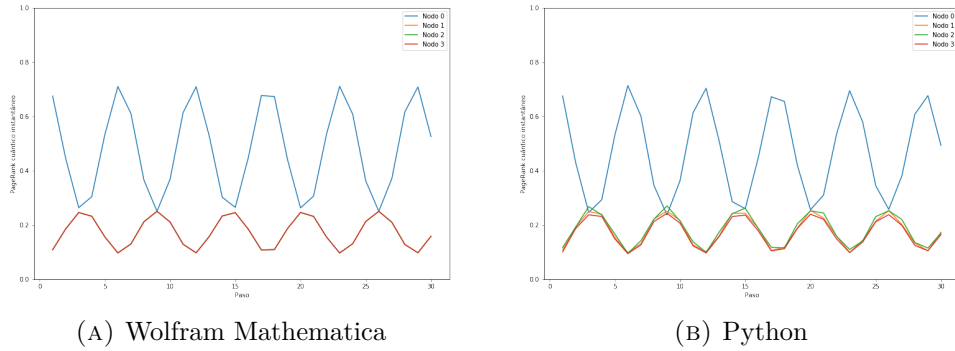 1.0
0.8
0.6
0.4
0.2
0.0
PageRank cuántico instantáneo
0 5 10 15 20 25 30
Paso
Nodo 0
Nodo 1
Nodo 2
Nodo 3
(A) Wolfram Mathematica
1.0
0.8
0.6
0.4
0.2
0.0
PageRank cuántico instantáneo
0 5 10 15 20 25 30
Paso
Nodo 0
Nodo 1
Nodo 2
Nodo 3
(B) Python